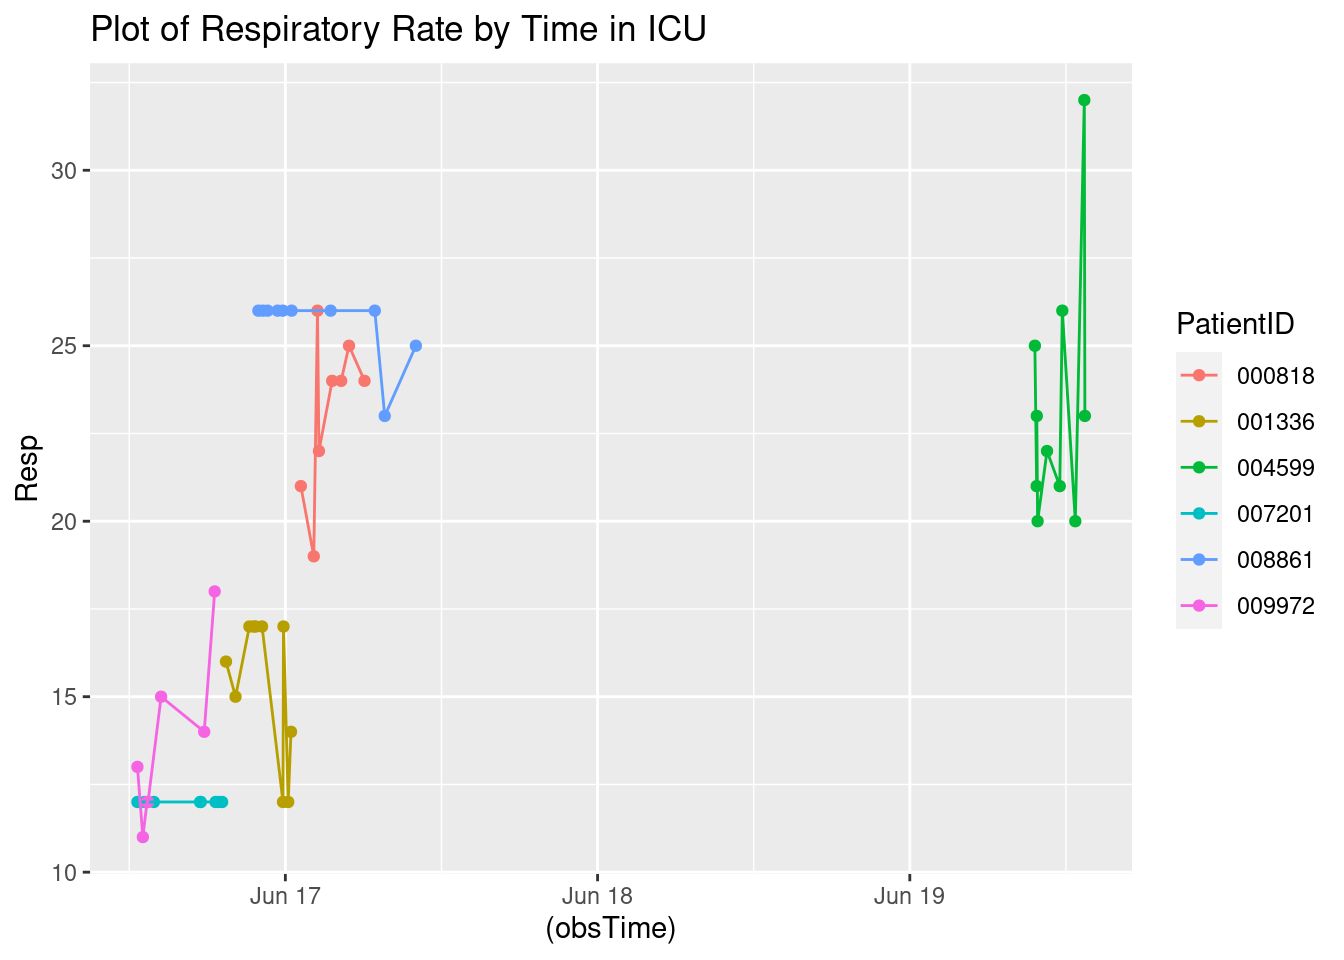 Plot of Respiratory Rate by Time in ICU
30
25
20
15
10
Resp
Jun 17
Jun 18
Jun 19
(obsTime)
PatientID
000818
001336
004599
007201
008861
009972